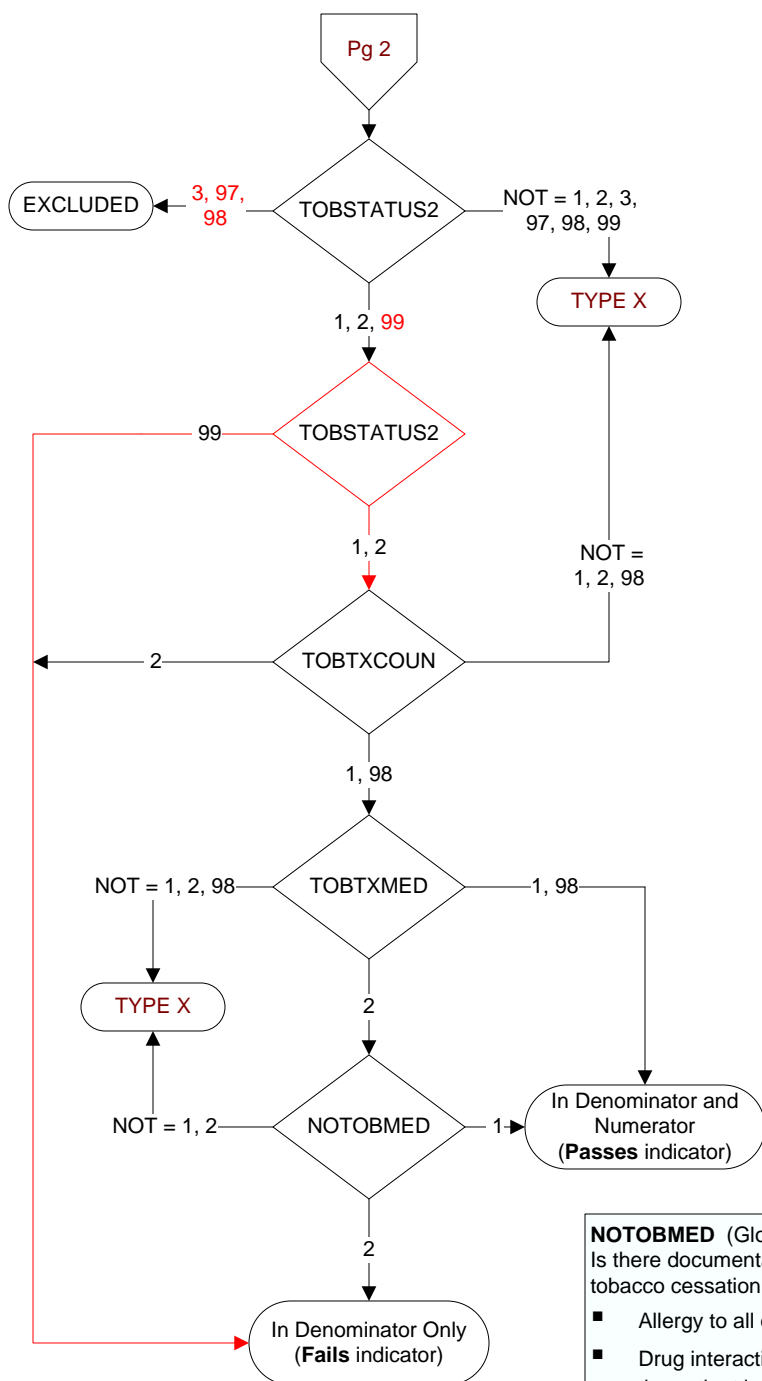 Pg 2
TOBSTATUS2
EXCLUDED
3, 97,
98
NOT = 1, 2, 3,
97, 98, 99
TYPE X
1, 2, 99
TOBSTATUS2
99
1, 2
NOT =
1, 2, 98
TOBTXCOUN
2
1, 98
TOBTXMED
NOT = 1, 2, 98
1, 98
TYPE X
2
NOTOBMED
NOT = 1, 2
1
In Denominator and
Numerator
(Passes indicator)
2
In Denominator Only
(Fails indicator)
NOTOBMED (Glo
Is there document
tobacco cessation
■ Allergy to all
■ Drug interacti